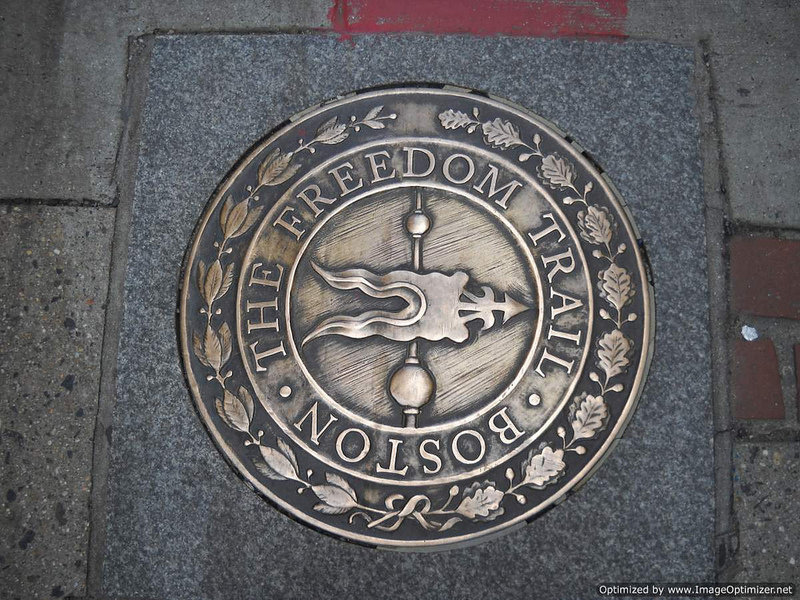 THE FREEDOM TRAIL • BOSTON •
Optimized by www.ImageOptimizer.net